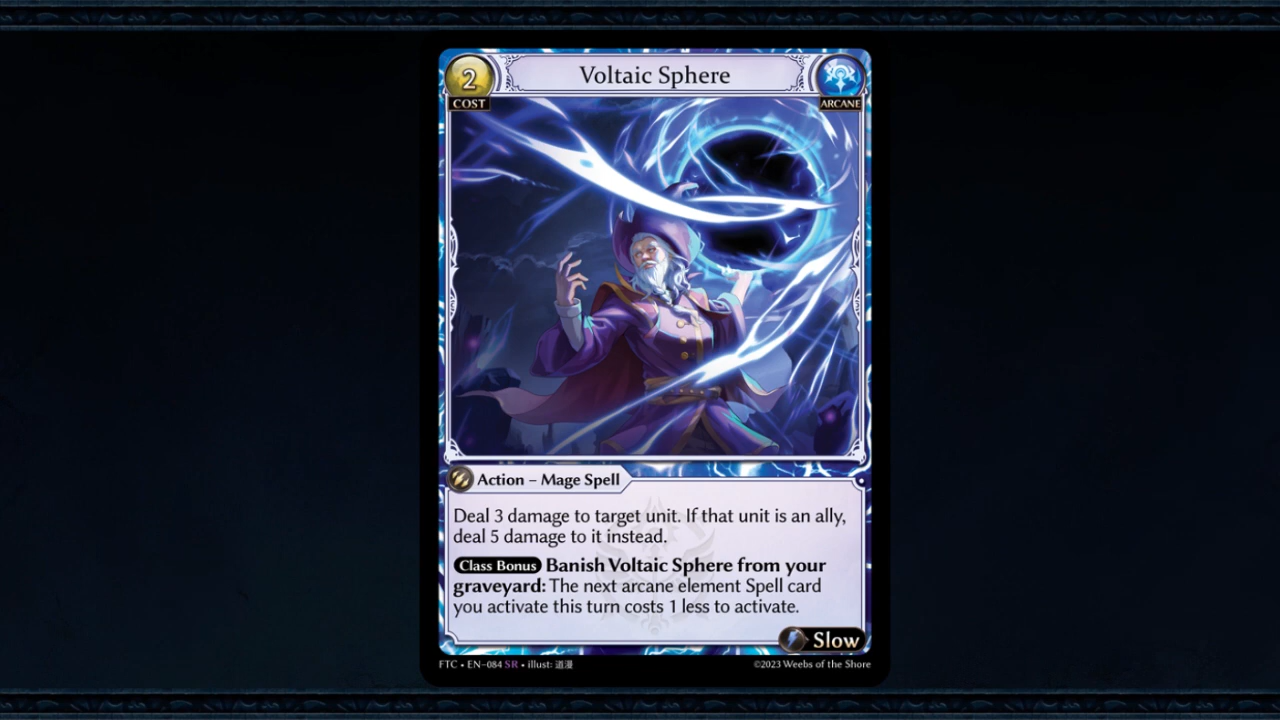 2
Voltaic Sphere
COST
ARCANE
Action – Mage Spell
Deal 3 damage to target unit. If that unit is an ally,
deal 5 damage to it instead.
Class Bonus Banish Voltaic Sphere from your
graveyard: The next arcane element Spell card
you activate this turn costs 1 less to activate.
Slow
FTC • EN-084 SR • illust: 道漫
©2023 Weebs of the Shore